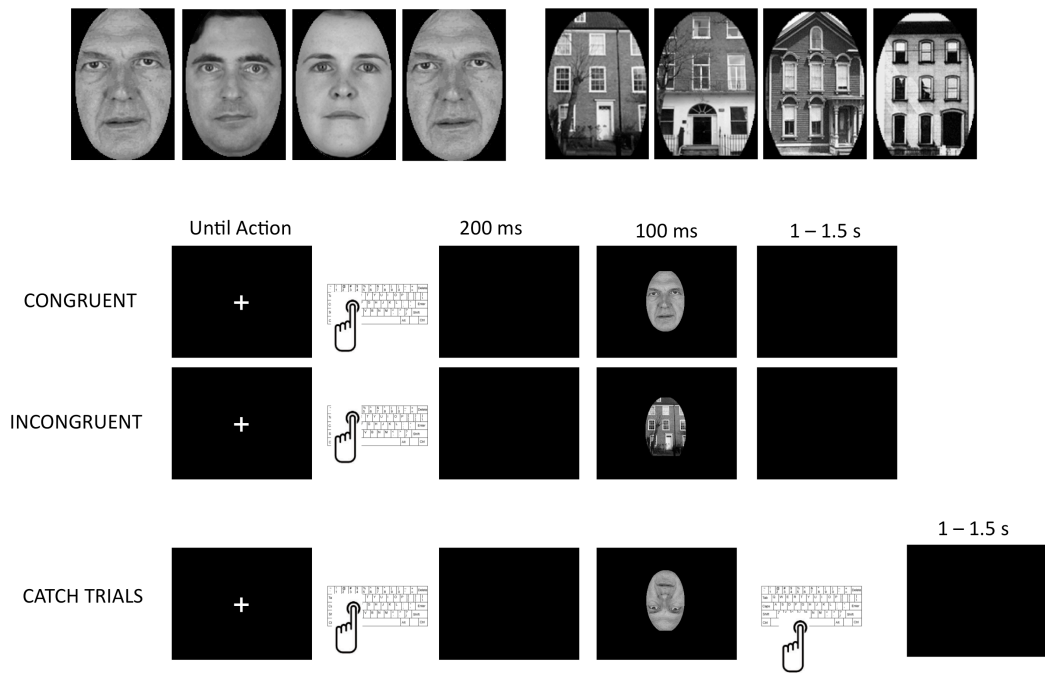 Until Action
200 ms
100 ms
1 – 1.5 s
CONGRUENT
INCONGRUENT
1 – 1.5 s
CATCH TRIALS